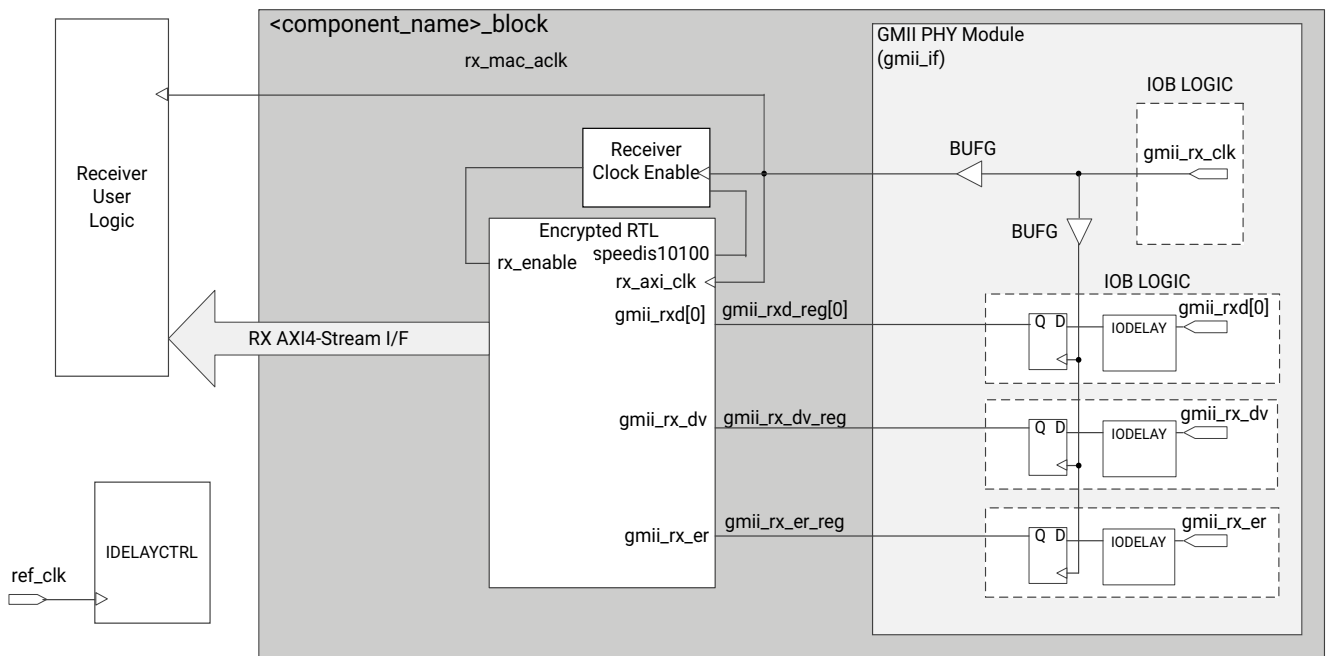 <component_name>_block
rx_mac_aclk
GMII PHY Module
(gmii_if)
IOB LOGIC
gmii_rx_clk
BUFG
BUFG
Receiver
Clock Enable
Receiver
User
Logic
Encrypted RTL
speedis10100
rx_enable
rx_axi_clk
gmii_rxd[0]
gmii_rxd_reg[0]
IOB LOGIC
gmii_rxd[0]
Q D
IODELAY
RX AXI4-Stream I/F
gmii_rx_dv
gmii_rx_dv_reg
Q D
IODELAY
gmii_rx_dv
gmii_rx_er
gmii_rx_er_reg
Q D
IODELAY
gmii_rx_er
IDELAYCTRL
ref_clk